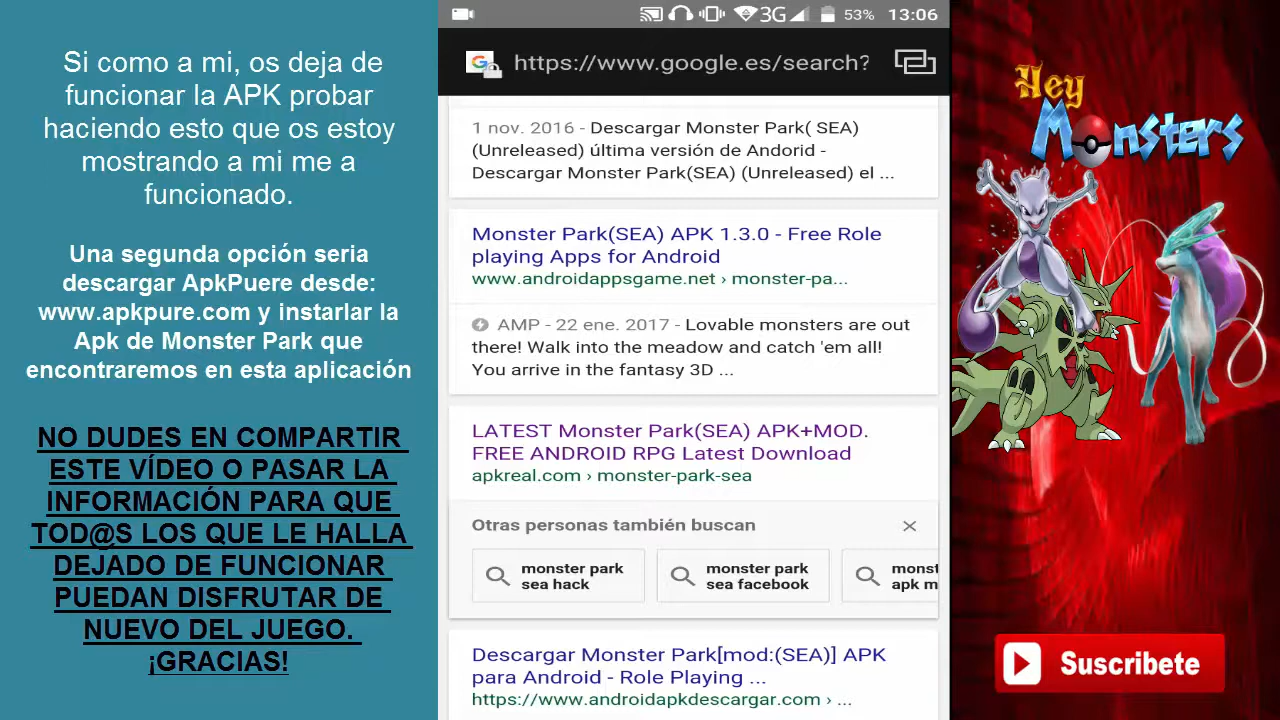 Si como a mi, os deja de
funcionar la APK probar
haciendo esto que os estoy
mostrando a mi me a
funcionado.
Una segunda opción seria
descargar ApkPuere desde:
www.apkpure.com y instarlar la
Apk de Monster Park que
encontraremos en esta aplicación
NO DUDES EN COMPARTIR
ESTE VÍDEO O PASAR LA
INFORMACIÓN PARA QUE
TOD@S LOS QUE LE HALLA
DEJADO DE FUNCIONAR
PUEDAN DISFRUTAR DE
NUEVO DEL JUEGO.
¡GRACIAS!
3G 53% 13:06
https://www.google.es/search?
1 nov. 2016 - Descargar Monster Park( SEA)
(Unreleased) última versión de Andorid -
Descargar Monster Park(SEA) (Unreleased) el ...
Monster Park(SEA) APK 1.3.0 - Free Role
playing Apps for Android
www.androidappsgame.net › monster-pa...
AMP - 22 ene. 2017 - Lovable monsters are out
there! Walk into the meadow and catch 'em all!
You arrive in the fantasy 3D ...
LATEST Monster Park(SEA) APK+MOD.
FREE ANDROID RPG Latest Download
apkreal.com › monster-park-sea
Otras personas también buscan
monster park
sea hack
monster park
sea facebook
monst
apk m
Descargar Monster Park[mod:(SEA)] APK
para Android - Role Playing ...
https://www.androidapkdescargar.com › ...
Hey
Monsters
Suscribete